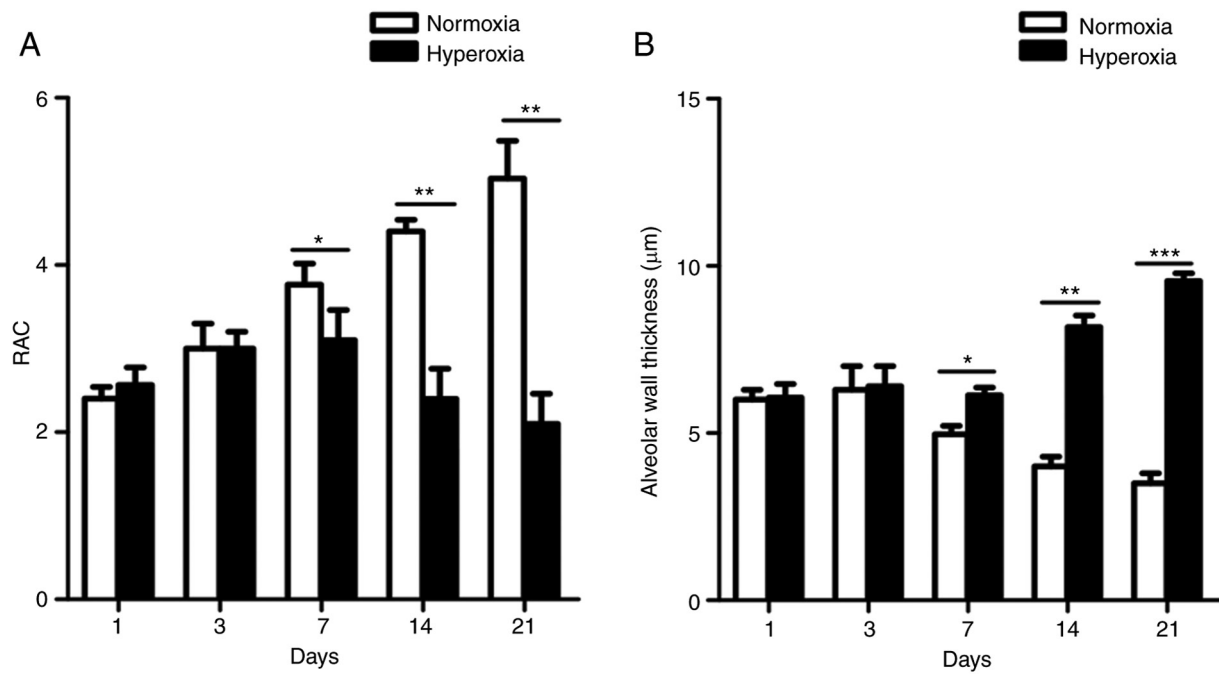 A
Normoxia
Hyperoxia
6
4
2
0
RAC
*
**
**
1 3 7 14 21
Days
B
Normoxia
Hyperoxia
15
10
5
0
Alveolar wall thickness (μm)
*
**
***
1 3 7 14 21
Days